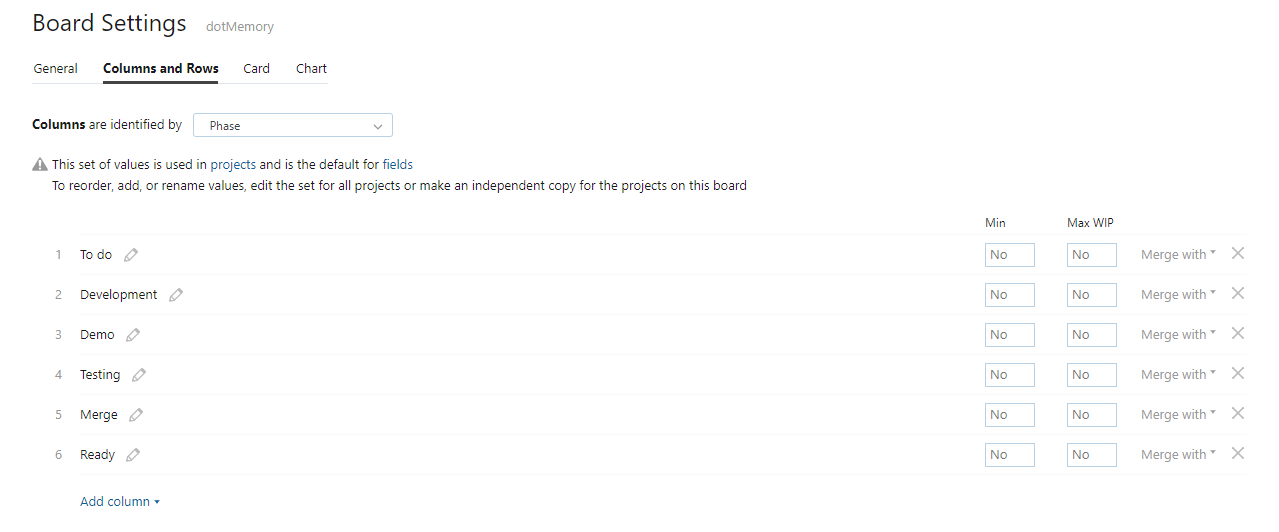 Board Settings dotMemory
General Columns and Rows Card Chart
Columns are identified by Phase
This set of values is used in projects and is the default for fields
To reorder, add, or rename values, edit the set for all projects or make an independent copy for the projects on this board
Min Max WIP
1 To do No No Merge with
2 Development No No Merge with
3 Demo No No Merge with
4 Testing No No Merge with
5 Merge No No Merge with
6 Ready No No Merge with
Add column